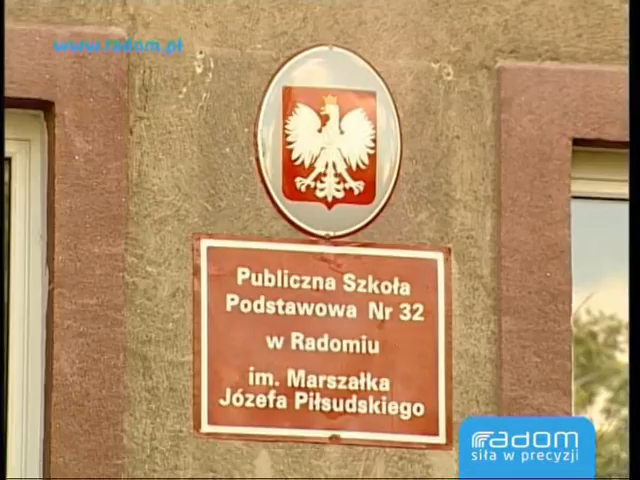 www.radom.pl
Publiczna Szkoła
Podstawowa Nr 32
w Radomiu
im. Marszałka
Józefa Piłsudskiego
radom
siła w precyzji